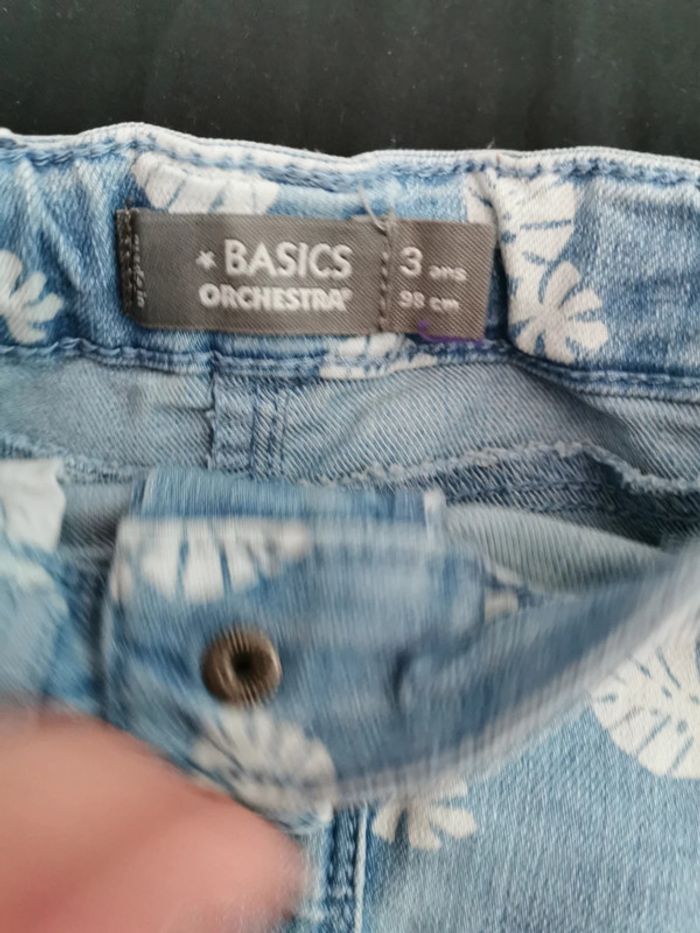 * BASICS
ORCHESTRA®
3 ans
98 cm